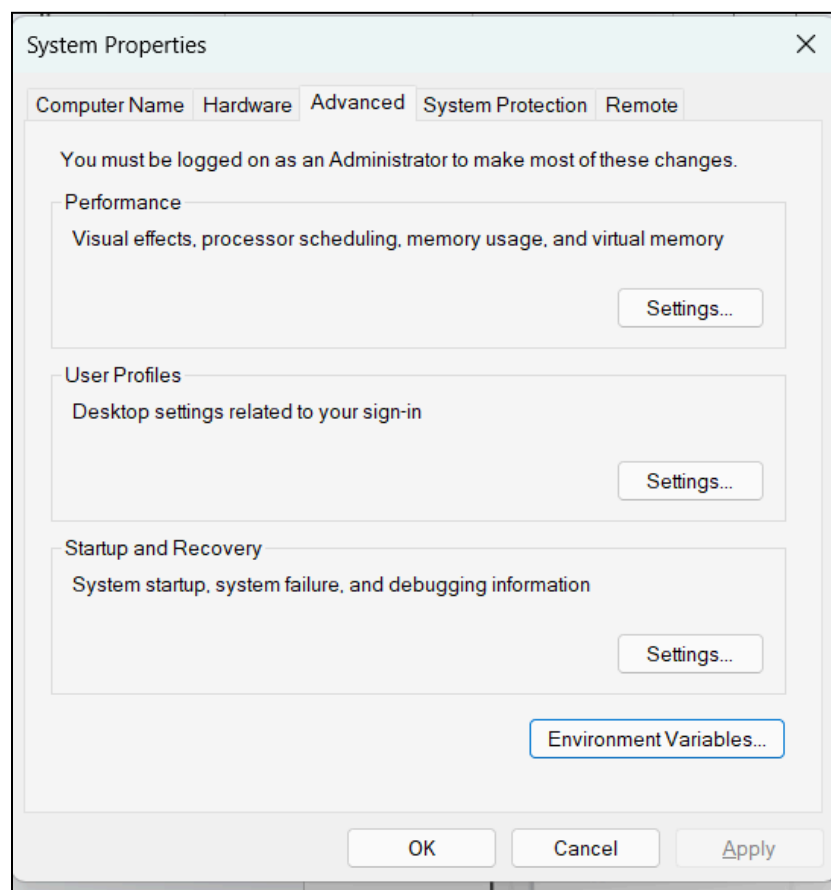 System Properties
Computer Name Hardware Advanced System Protection Remote
You must be logged on as an Administrator to make most of these changes.
Performance
Visual effects, processor scheduling, memory usage, and virtual memory
Settings...
User Profiles
Desktop settings related to your sign-in
Settings...
Startup and Recovery
System startup, system failure, and debugging information
Settings...
Environment Variables...
OK Cancel Apply